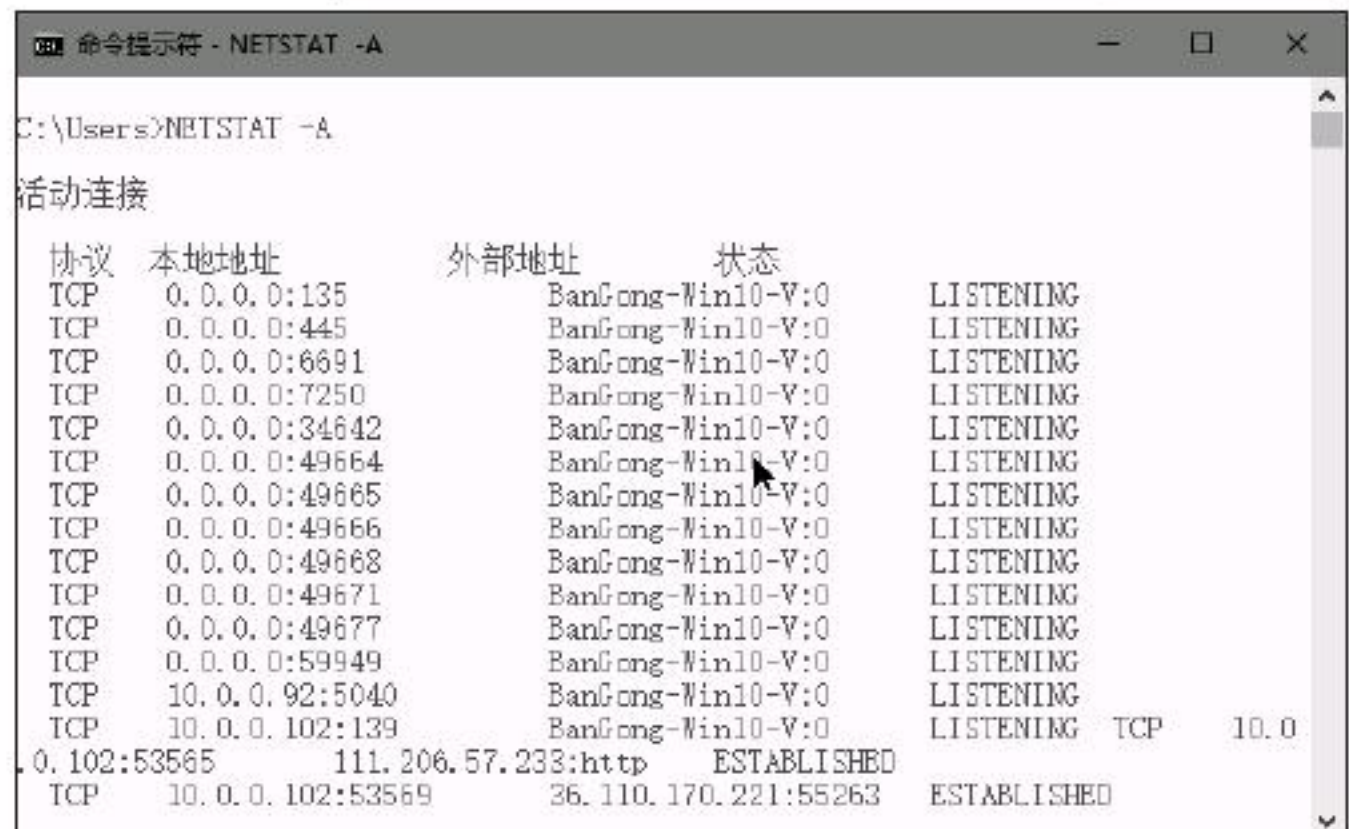 命令提示符 - NETSTAT -A
C:\Users>NETSTAT -A
活动连接
协议 本地地址 外部地址 状态
TCP 0.0.0.0:135 BanGong-Win10-V:0 LISTENING
TCP 0.0.0.0:445 BanGong-Win10-V:0 LISTENING
TCP 0.0.0.0:6691 BanGong-Win10-V:0 LISTENING
TCP 0.0.0.0:7250 BanGong-Win10-V:0 LISTENING
TCP 0.0.0.0:34642 BanGong-Win10-V:0 LISTENING
TCP 0.0.0.0:49664 BanGong-Win10-V:0 LISTENING
TCP 0.0.0.0:49665 BanGong-Win10-V:0 LISTENING
TCP 0.0.0.0:49666 BanGong-Win10-V:0 LISTENING
TCP 0.0.0.0:49668 BanGong-Win10-V:0 LISTENING
TCP 0.0.0.0:49671 BanGong-Win10-V:0 LISTENING
TCP 0.0.0.0:49677 BanGong-Win10-V:0 LISTENING
TCP 0.0.0.0:59949 BanGong-Win10-V:0 LISTENING
TCP 10.0.0.92:5040 BanGong-Win10-V:0 LISTENING
TCP 10.0.0.102:139 BanGong-Win10-V:0 LISTENING TCP 10.0
.0.102:53565 111.206.57.233:http ESTABLISHED
TCP 10.0.0.102:53569 36.110.170.221:55263 ESTABLISHED